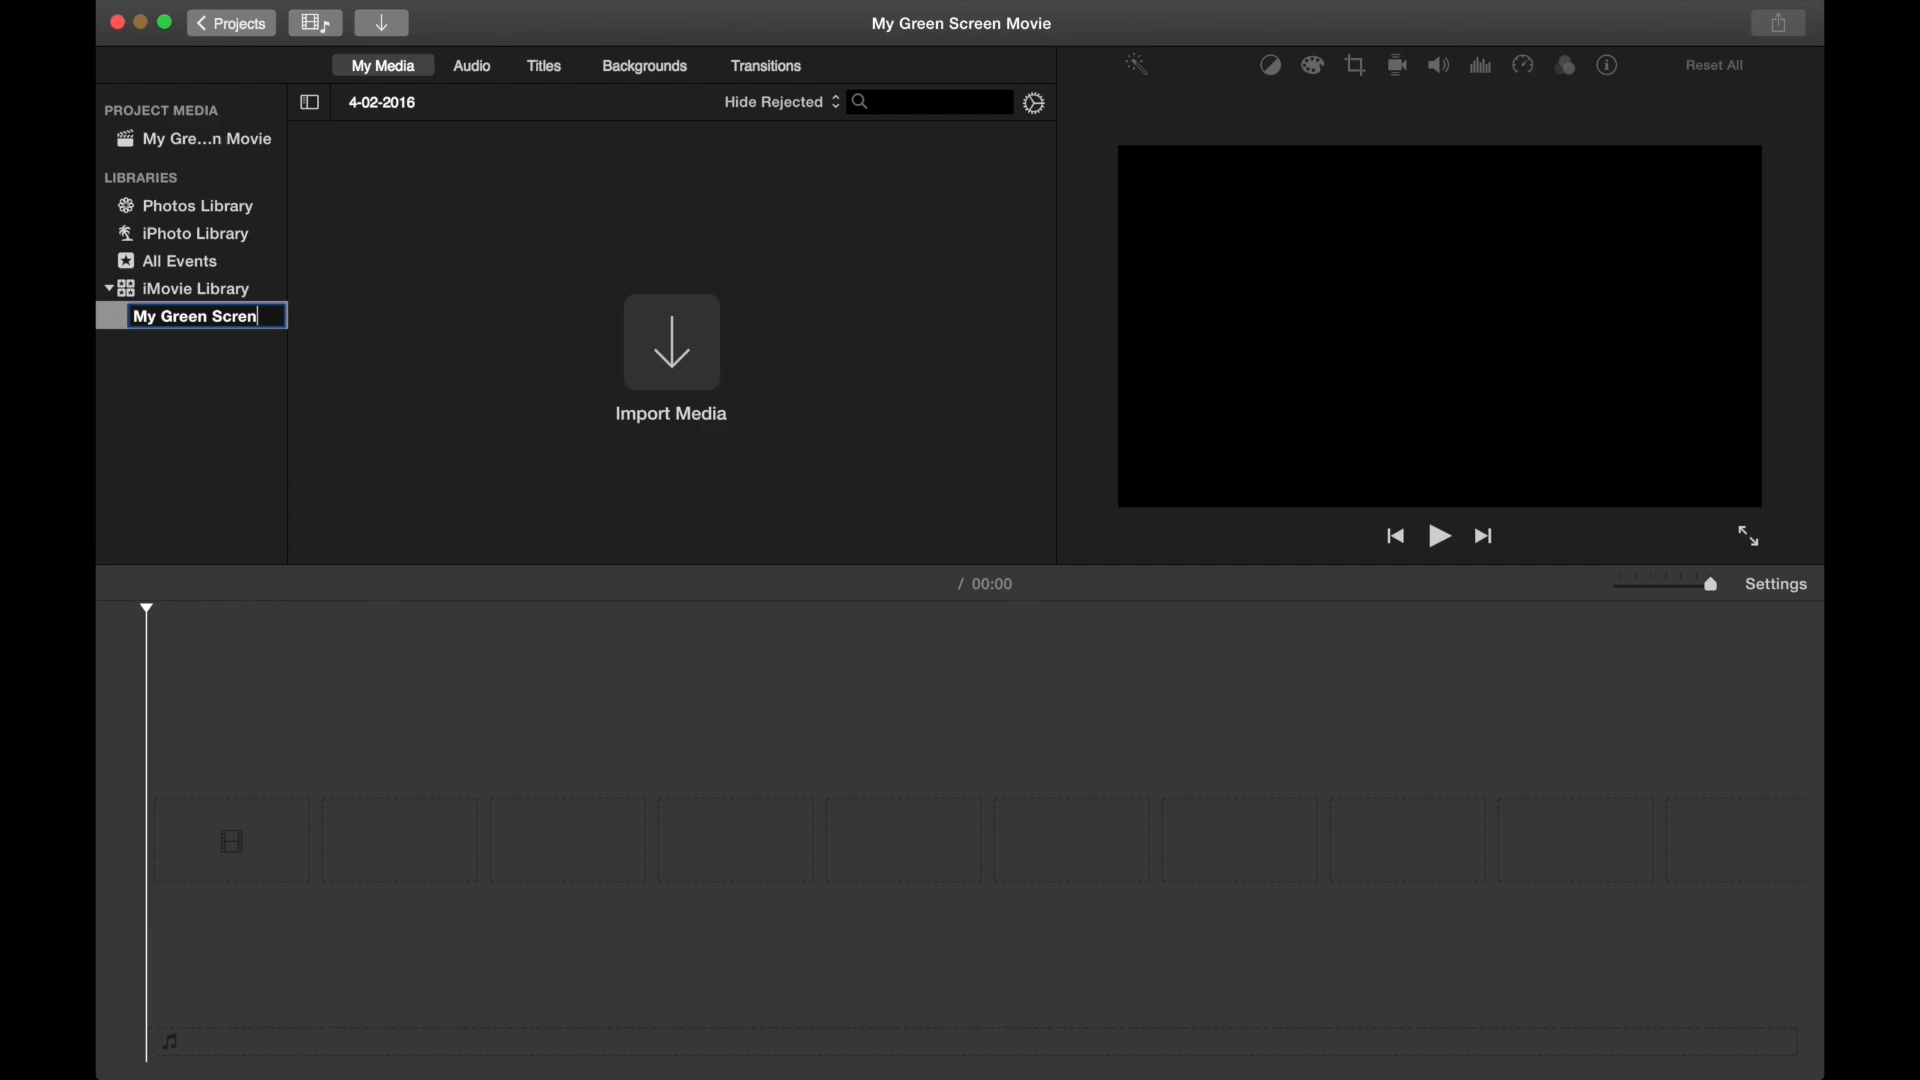 Projects
My Green Screen Movie
My Media
Audio
Titles
Backgrounds
Transitions
Reset All
PROJECT MEDIA
My Gre...n Movie
LIBRARIES
Photos Library
iPhoto Library
All Events
iMovie Library
My Green Scren
4-02-2016
Hide Rejected
Import Media
/ 00:00
Settings